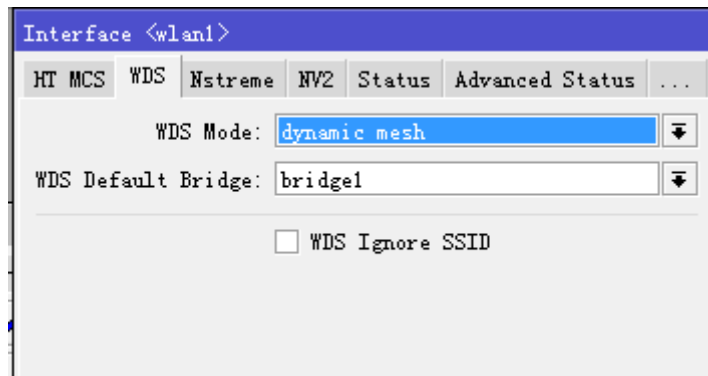 Interface <wlan1>
HT MCS WDS Nstreme NV2 Status Advanced Status ...
WDS Mode: dynamic mesh
WDS Default Bridge: bridge1
WDS Ignore SSID